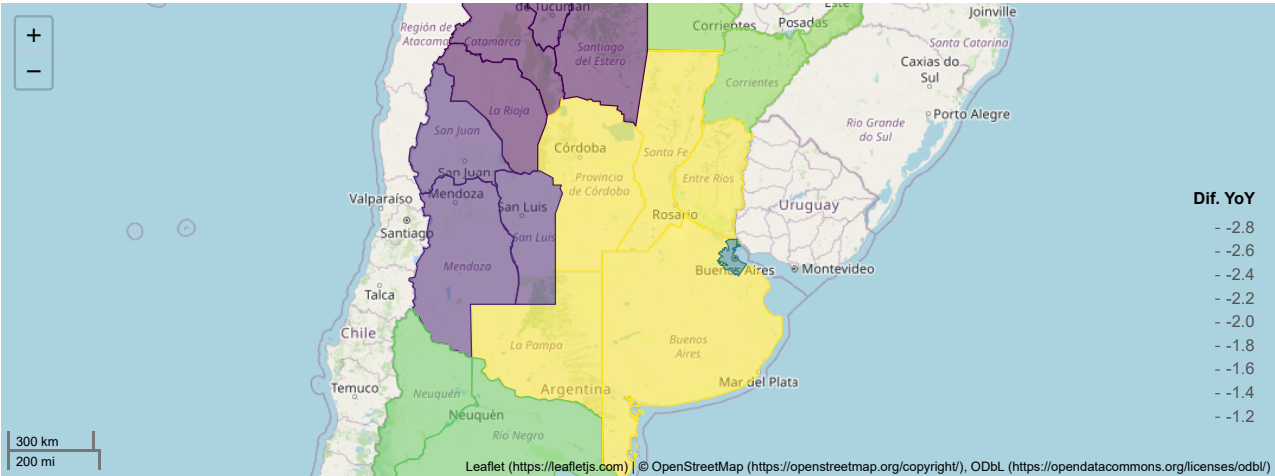 +
−
de Tucumán
Este
Joinville
Región de
Atacama
Catamarca
Santiago
del Estero
Corrientes
Posadas
Santa Catarina
Caxias do
Sul
Corrientes
La Rioja
Porto Alegre
Rio Grande
do Sul
San Juan
San Juan
Córdoba
Santa Fe
Provincia
de Córdoba
Entre Ríos
Valparaíso
Mendoza
San Luis
Rosario
Uruguay
Santiago
San Luis
Mendoza
Buenos Aires
Montevideo
Talca
Chile
La Pampa
Buenos
Aires
Temuco
Neuquén
Argentina
Mar del Plata
Neuquén
Río Negro
Dif. YoY
- -2.8
- -2.6
- -2.4
- -2.2
- -2.0
- -1.8
- -1.6
- -1.4
- -1.2
300 km
200 mi
Leaflet (https://leafletjs.com) | © OpenStreetMap (https://openstreetmap.org/copyright/), ODbL (https://opendatacommons.org/licenses/odbl/)